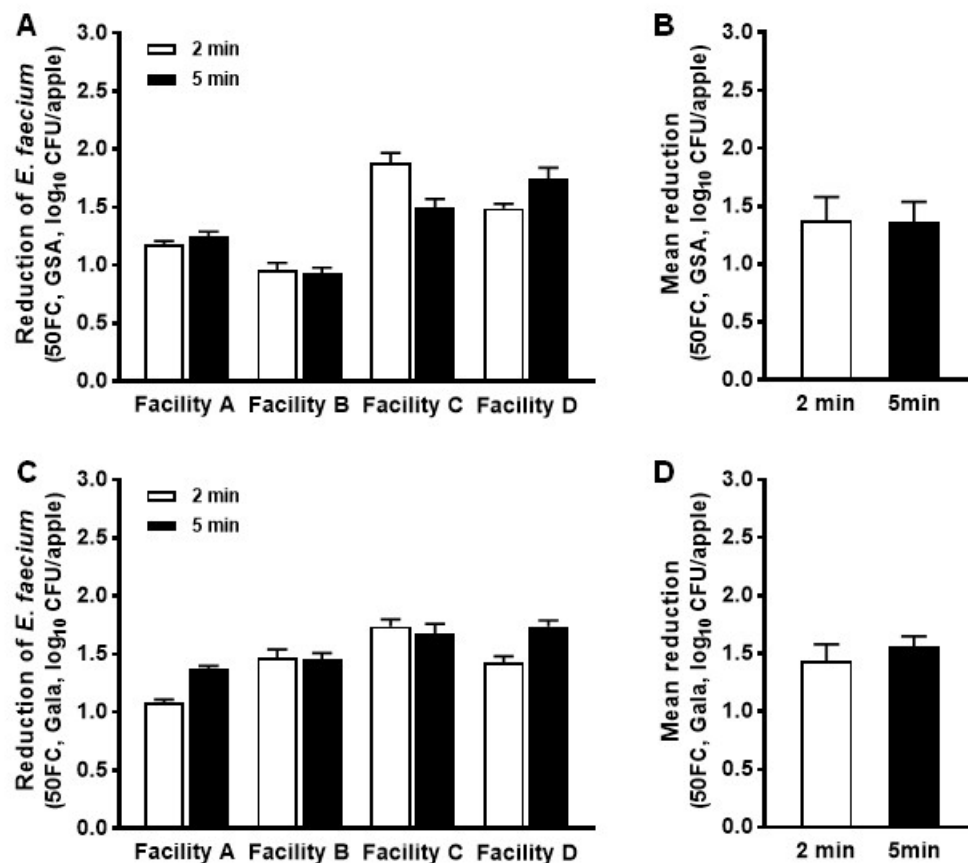 A
Reduction of E. faecium
(50FC, GSA, log10 CFU/apple)
3.0
2.5
2.0
1.5
1.0
0.5
0.0
2 min
5 min
Facility A Facility B Facility C Facility D
B
Mean reduction
(50FC, GSA, log10 CFU/apple)
3.0
2.5
2.0
1.5
1.0
0.5
0.0
2 min 5min
C
Reduction of E. faecium
(50FC, Gala, log10 CFU/apple)
3.0
2.5
2.0
1.5
1.0
0.5
0.0
2 min
5 min
Facility A Facility B Facility C Facility D
D
Mean reduction
(50FC, Gala, log10 CFU/apple)
3.0
2.5
2.0
1.5
1.0
0.5
0.0
2 min 5min